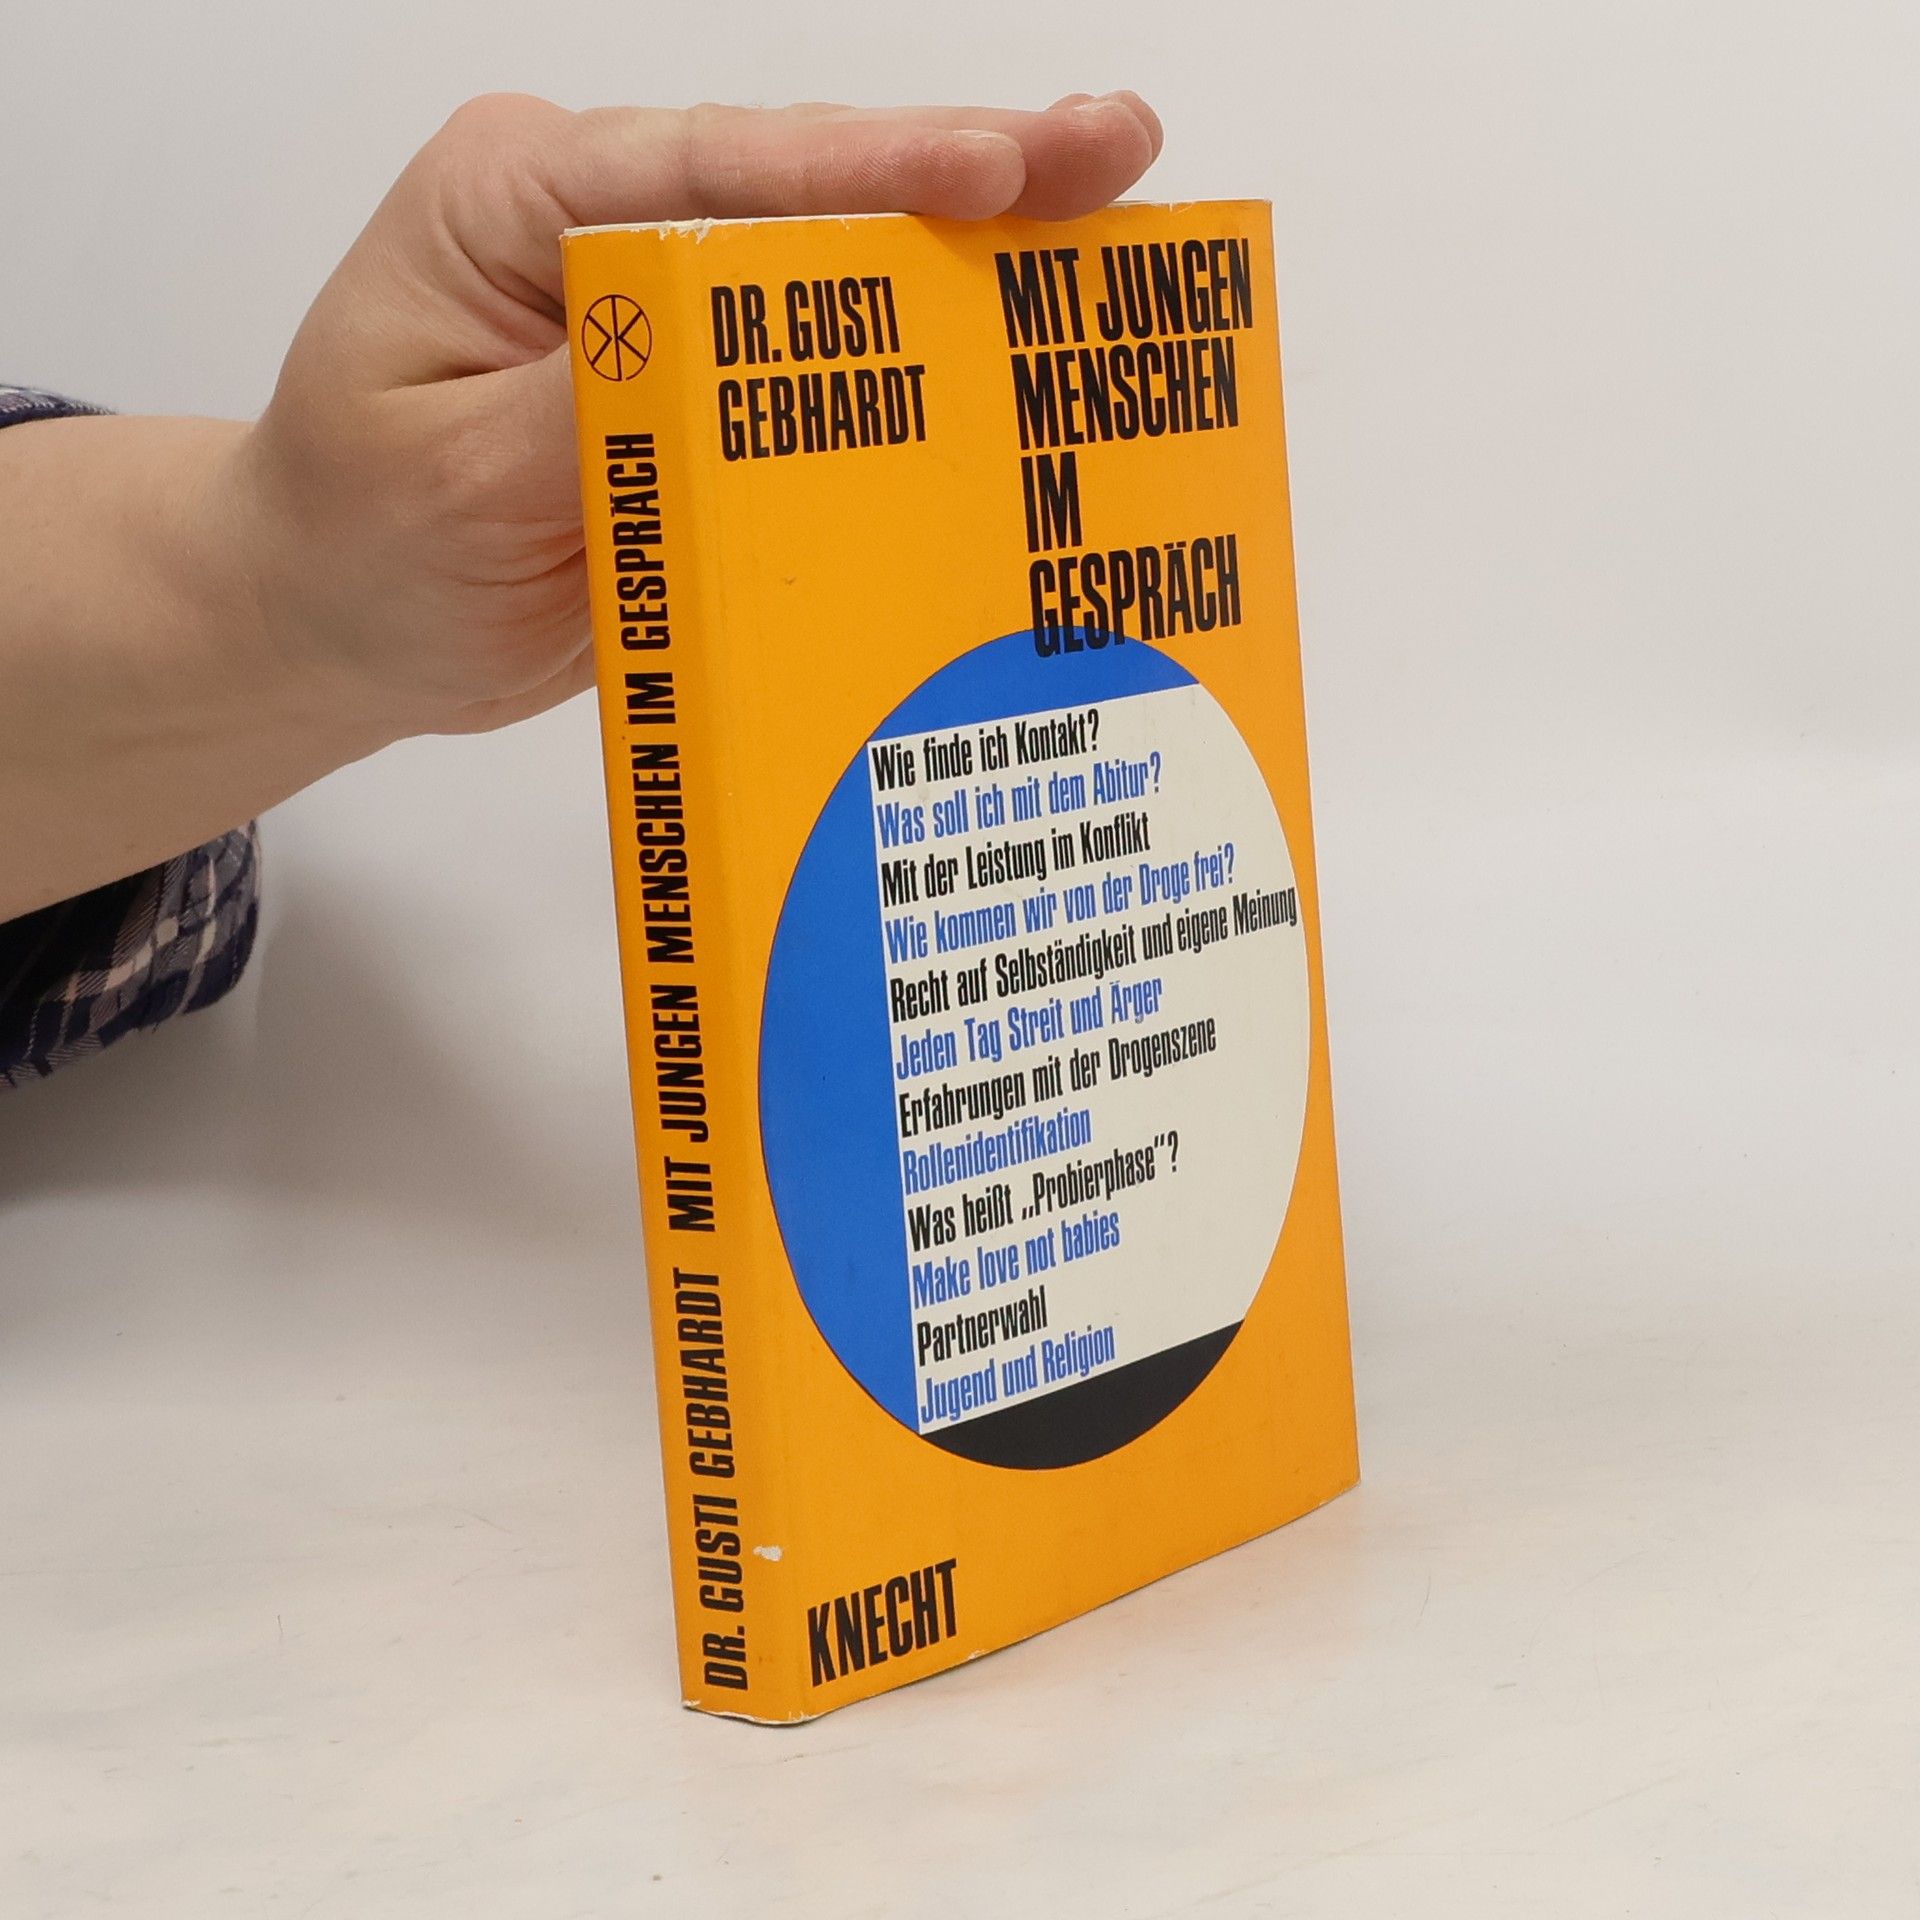 DR. GUSTI
GEBHARDT
MIT JUNGEN
MENSCHEN
IM
GESPRÄCH
Wie finde ich Kontakt?
Was soll ich mit dem Abitur?
Mit der Leistung im Konflikt
Wie kommen wir von der Droge frei?
Recht auf Selbständigkeit und eigene Meinung
Jeden Tag Streit und Ärger
Erfahrungen mit der Drogenszene
Rollenidentifikation
Was heißt „Probierphase"?
Make love not babies
Partnerwahl
Jugend und Religion
KNECHT
DR. GUSTI GEBHARDT MIT JUNGEN MENSCHEN IM GESPRÄCH